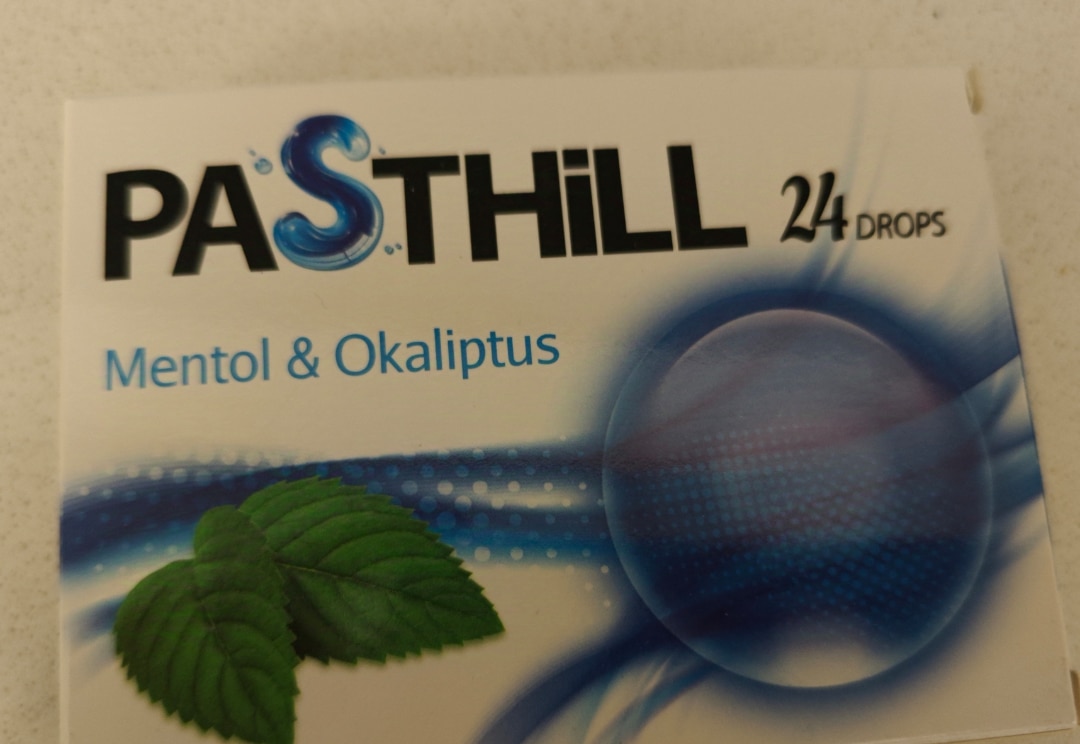 PASTHiLL 24 DROPS
Mentol & Okaliptus